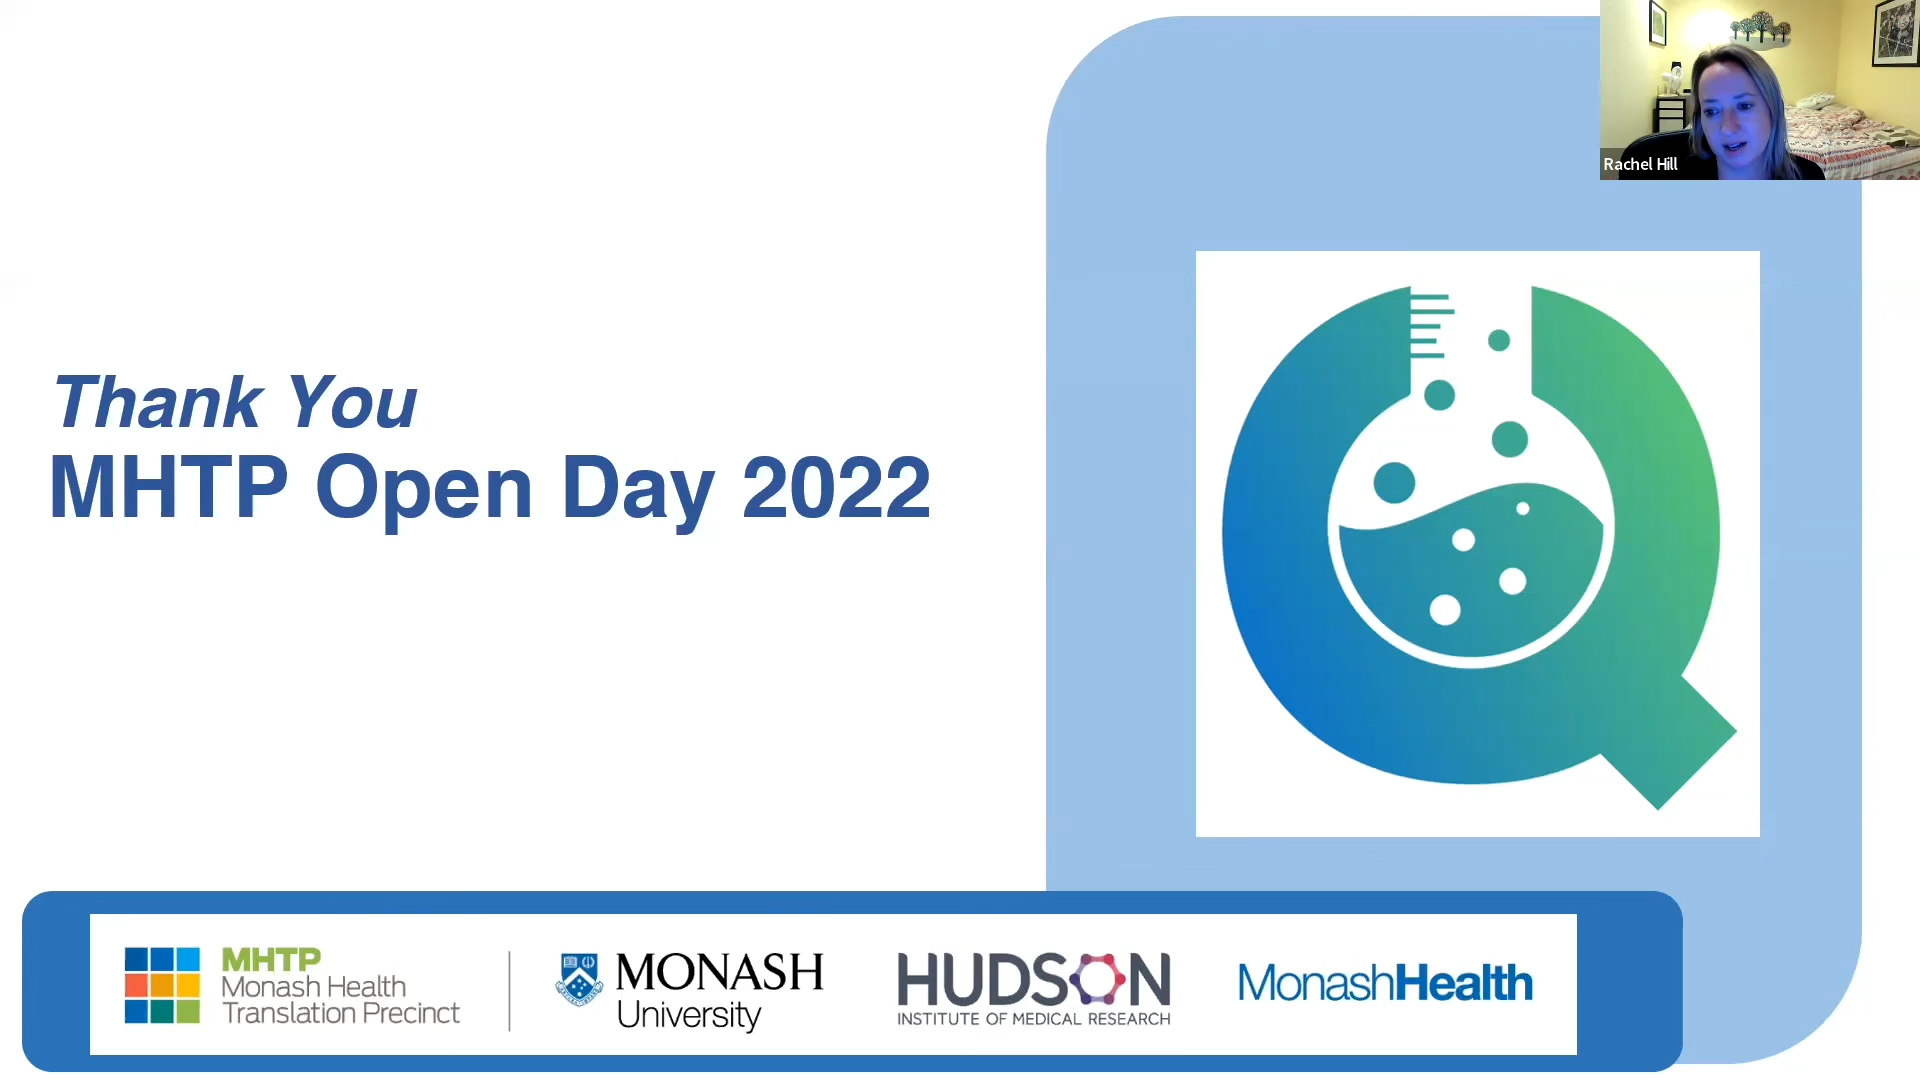 Rachel Hill
Thank You
MHTP Open Day 2022
MHTP
Monash Health
Translation Precinct
MONASH
University
HUDSON
INSTITUTE OF MEDICAL RESEARCH
MonashHealth